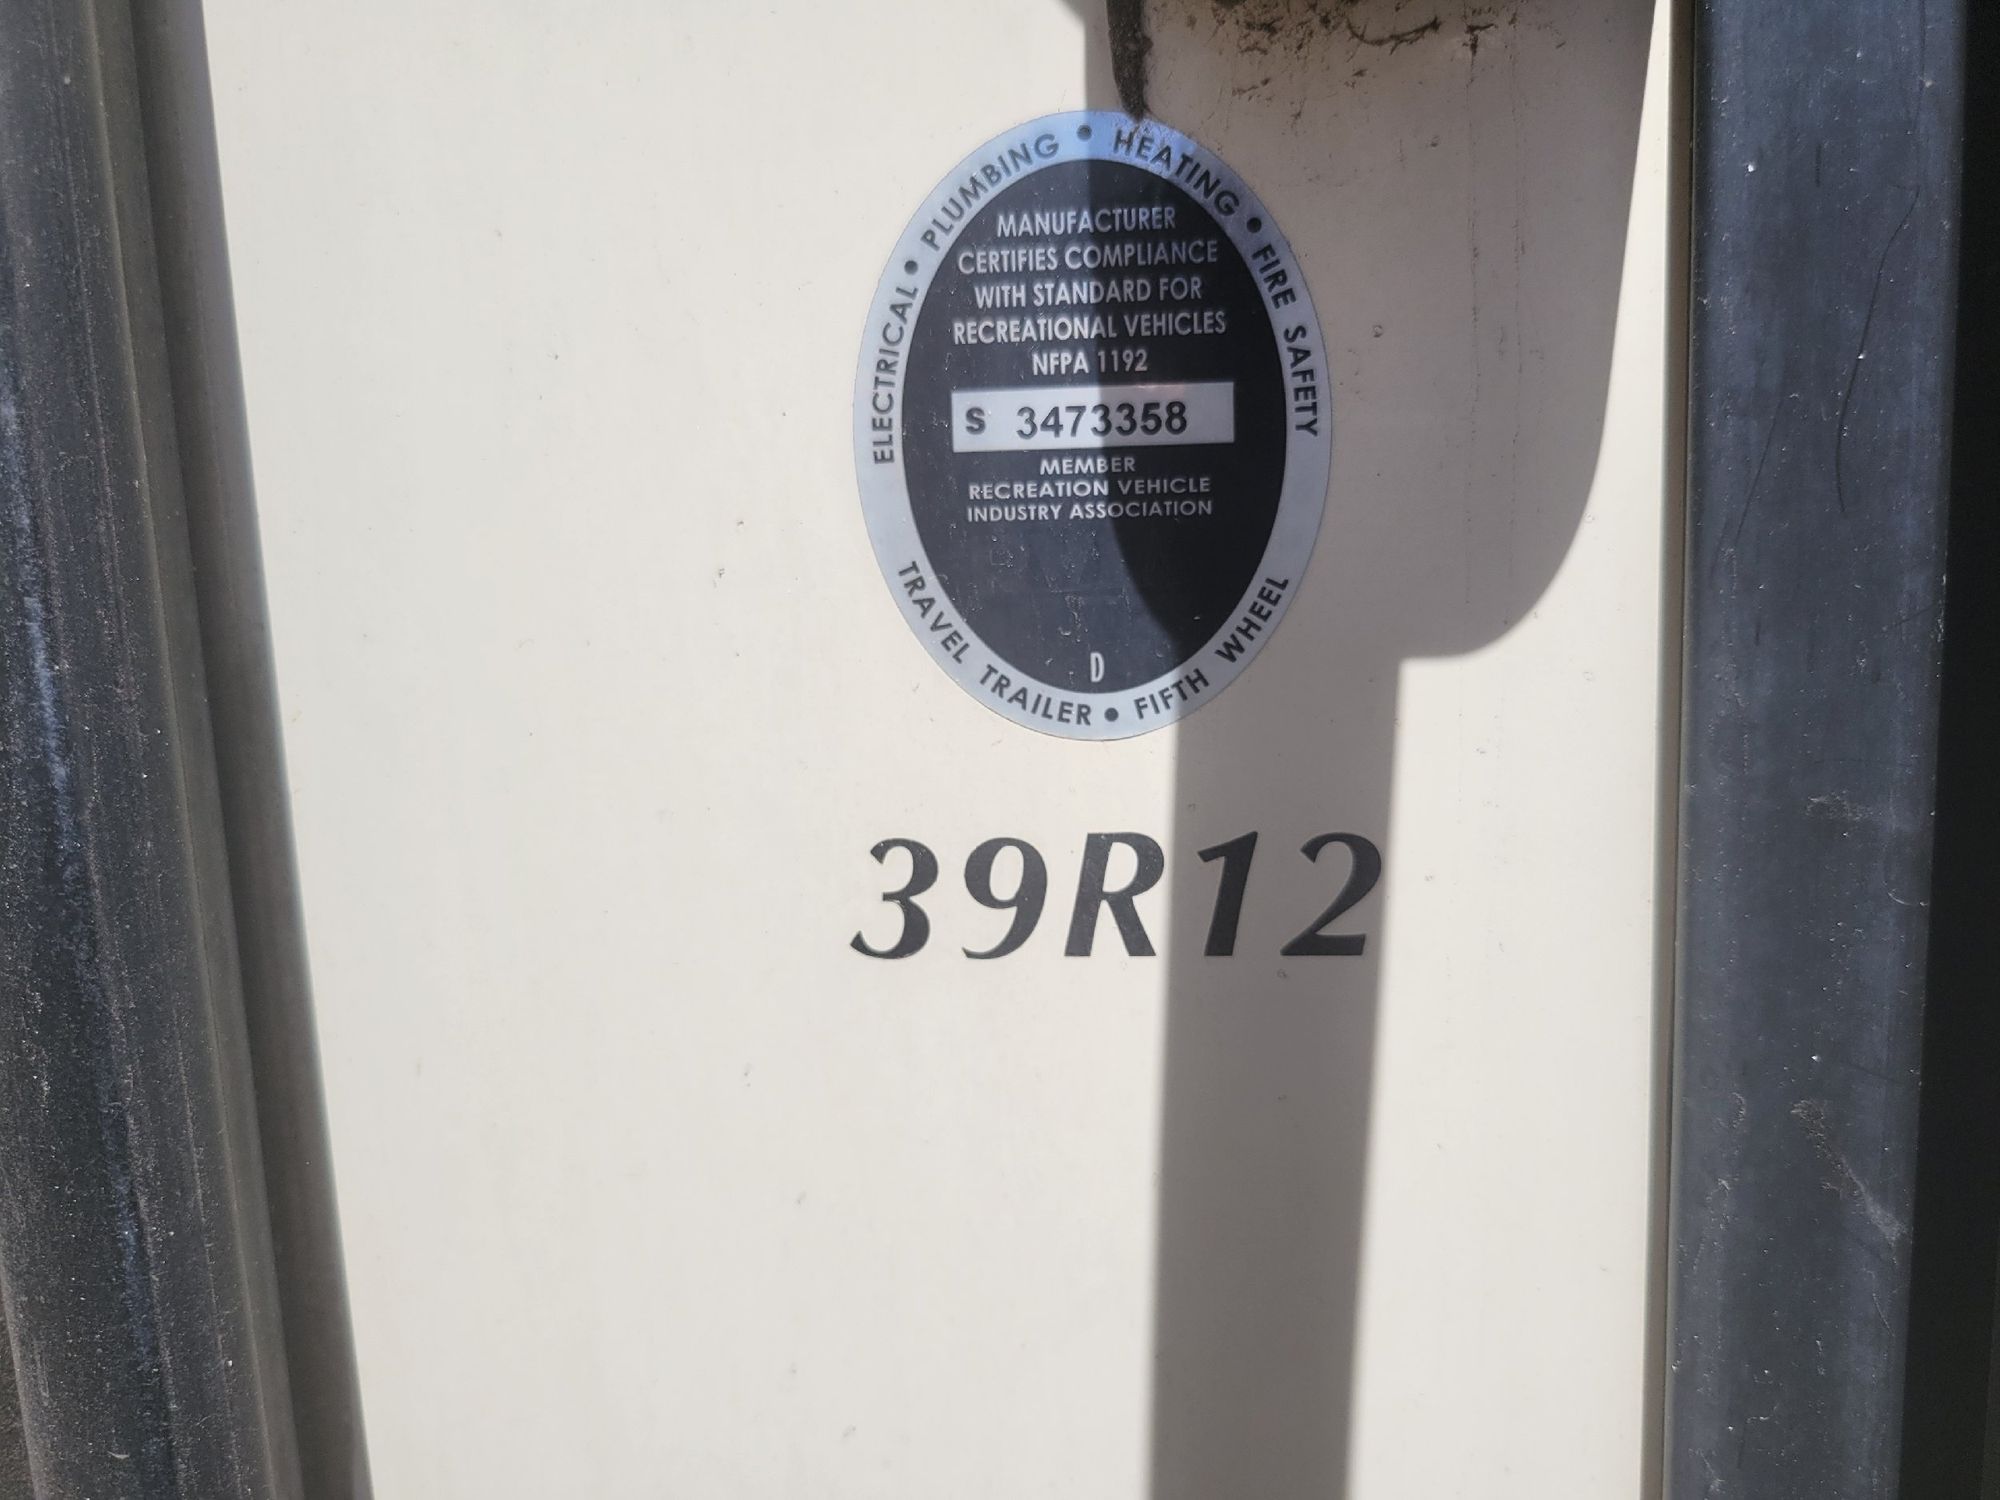 ELECTRICAL • PLUMBING • HEATING • FIRE SAFETY
MANUFACTURER
CERTIFIES COMPLIANCE
WITH STANDARD FOR
RECREATIONAL VEHICLES
NFPA 1192
S 3473358
MEMBER
RECREATION VEHICLE
INDUSTRY ASSOCIATION
D
TRAVEL TRAILER • FIFTH WHEEL
39R12